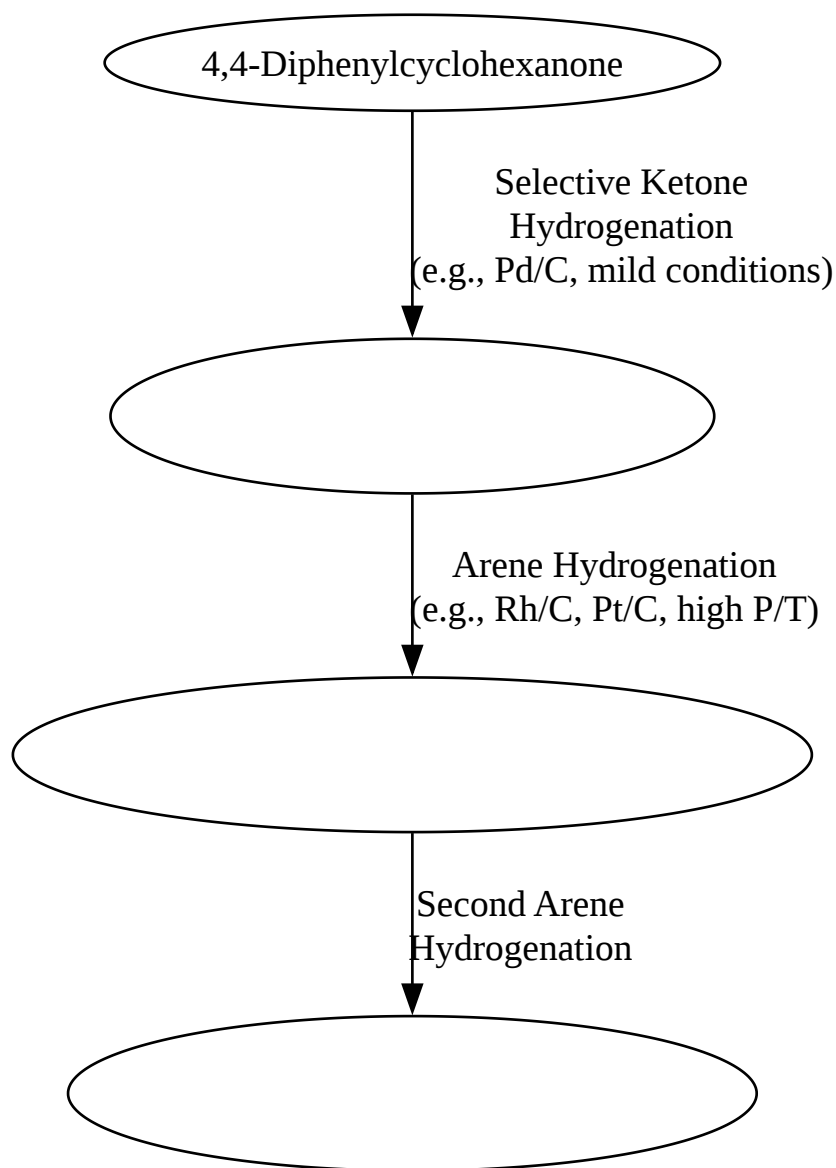 4,4-Diphenylcyclohexanone
Selective Ketone
Hydrogenation
(e.g., Pd/C, mild conditions)
Arene Hydrogenation
(e.g., Rh/C, Pt/C, high P/T)
Second Arene
Hydrogenation